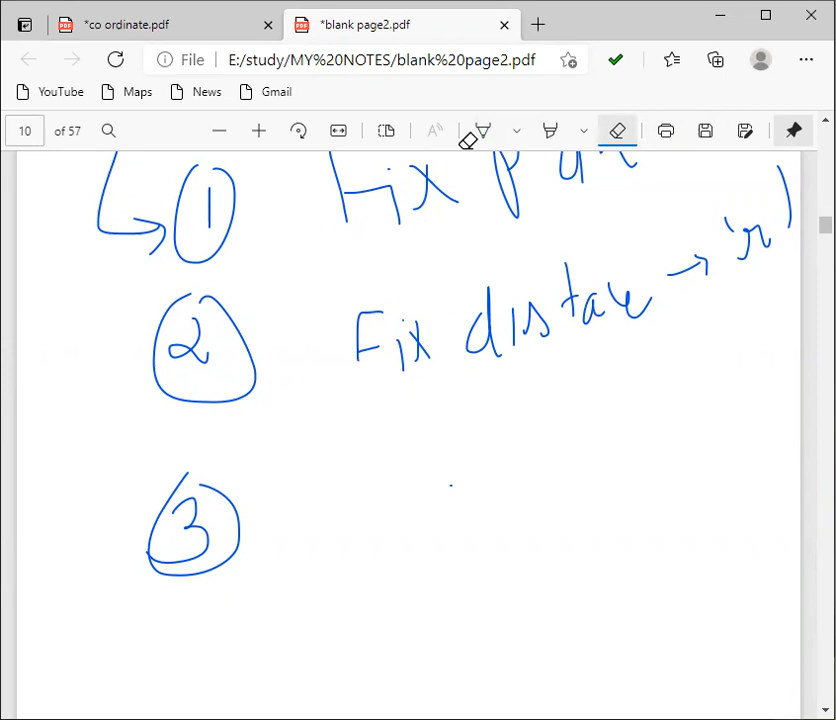 *co ordinate.pdf
*blank page2.pdf
File E:/study/MY%20NOTES/blank%20page2.pdf
YouTube Maps News Gmail
10 of 57
1 Fix
2 Fix distace → 'r'
3